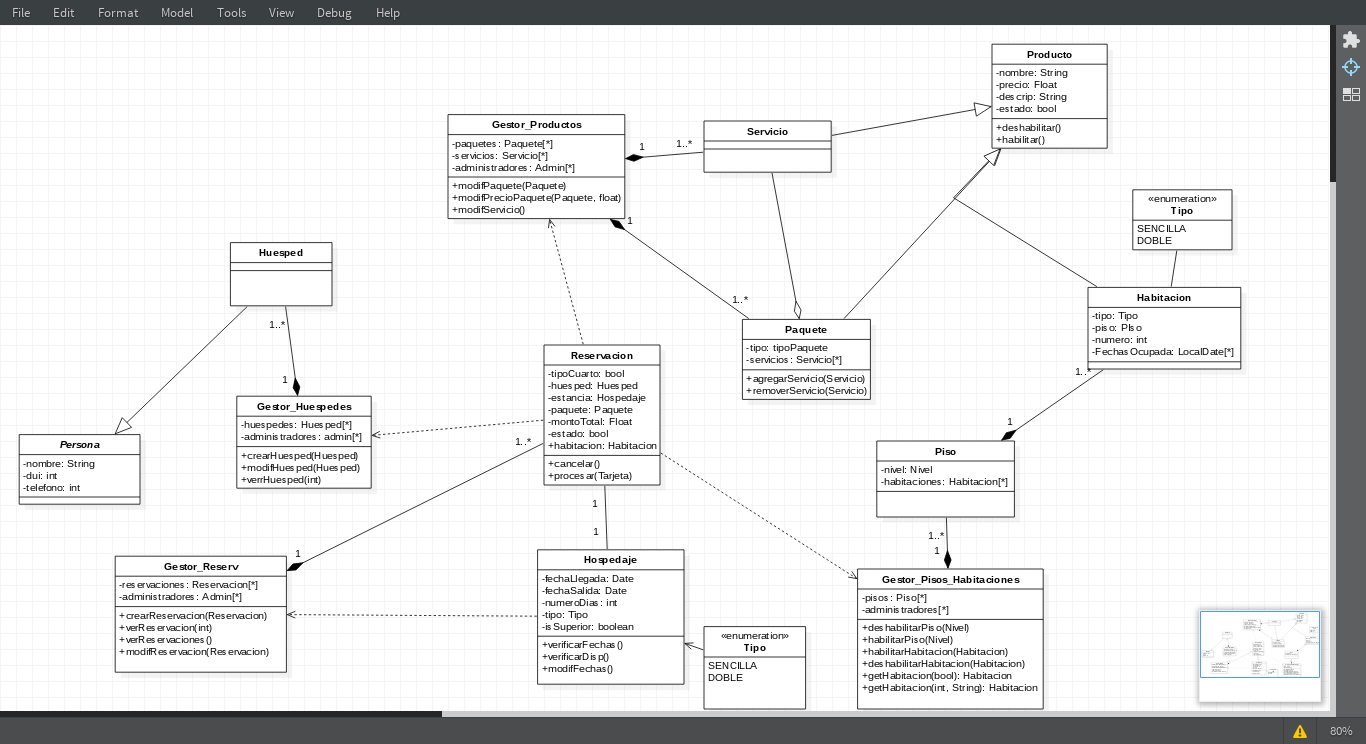 File Edit Format Model Tools View Debug Help
Producto
-nombre: String
-precio: Float
-descrip: String
-estado: bool
+deshabilitar()
+habilitar()
Gestor_Productos
-paquetes: Paquete[*]
-servicios: Servicio[*]
-administradores: Admin[*]
+modifPaquete(Paquete)
+modifPrecioPaquete(Paquete, float)
+modifServicio()
1
1..*
Servicio
1
1..*
«enumeration»
Tipo
SENCILLA
DOBLE
Huesped
1..*
1
Habitacion
-tipo: Tipo
-piso: PIso
-numero: int
-FechasOcupada: LocalDate[*]
1..*
1
Paquete
-tipo: tipoPaquete
-servicios: Servicio[*]
+agregarServicio(Servicio)
+removerServicio(Servicio)
Reservacion
-tipoCuarto: bool
-huesped: Huesped
-estancia: Hospedaje
-paquete: Paquete
-montoTotal: Float
-estado: bool
+habitacion: Habitacion
+cancelar()
+procesar(Tarjeta)
1..*
1
1
1
Gestor_Huespedes
-huespedes: Huesped[*]
-administradores: admin[*]
+crearHuesped(Huesped)
+modifHuesped(Huesped)
+verrHuesped(int)
Persona
-nombre: String
-dui: int
-telefono: int
Piso
-nivel: Nivel
-habitaciones: Habitacion[*]
1..*
1
Gestor_Reserv
-reservaciones: Reservacion[*]
-administradores: Admin[*]
+crearReservacion(Reservacion)
+verReservacion(int)
+verReservaciones()
+modifReservacion(Reservacion)
Hospedaje
-fechaLlegada: Date
-fechaSalida: Date
-numeroDias: int
-tipo: Tipo
-isSuperior: boolean
+verificarFechas()
+verificarDisp()
+modifFechas()
«enumeration»
Tipo
SENCILLA
DOBLE
Gestor_Pisos_Habitaciones
-pisos: Piso[*]
-administradores[*]
+deshabilitarPiso(Nivel)
+habilitarPiso(Nivel)
+habilitarHabitacion(Habitacion)
+deshabilitarHabitacion(Habitacion)
+getHabitacion(bool): Habitacion
+getHabitacion(int, String): Habitacion
80%